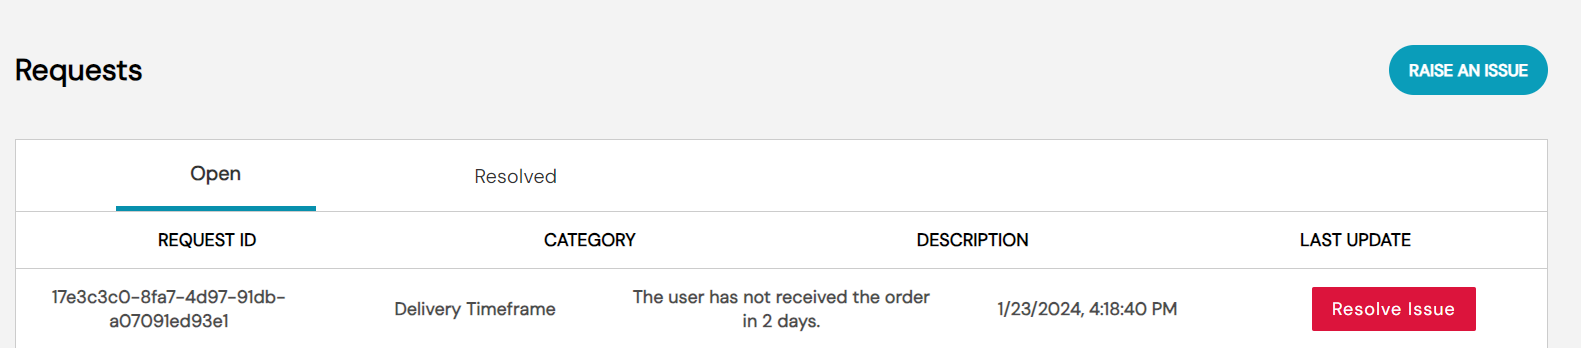 Requests
RAISE AN ISSUE
Open
Resolved
REQUEST ID
CATEGORY
DESCRIPTION
LAST UPDATE
17e3c3c0-8fa7-4d97-91db-
a07091ed93e1
Delivery Timeframe
The user has not received the order
in 2 days.
1/23/2024, 4:18:40 PM
Resolve Issue